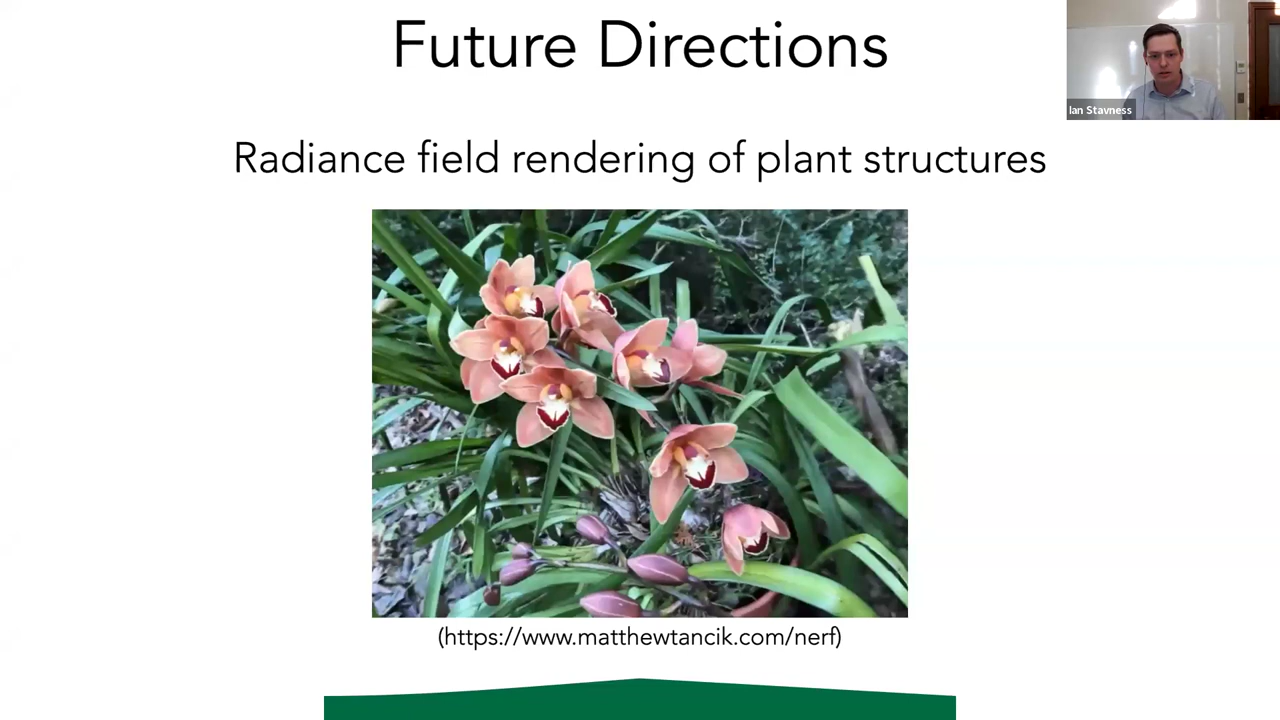 Future Directions
Ian Stavness
Radiance field rendering of plant structures
(https://www.matthewtancik.com/nerf)